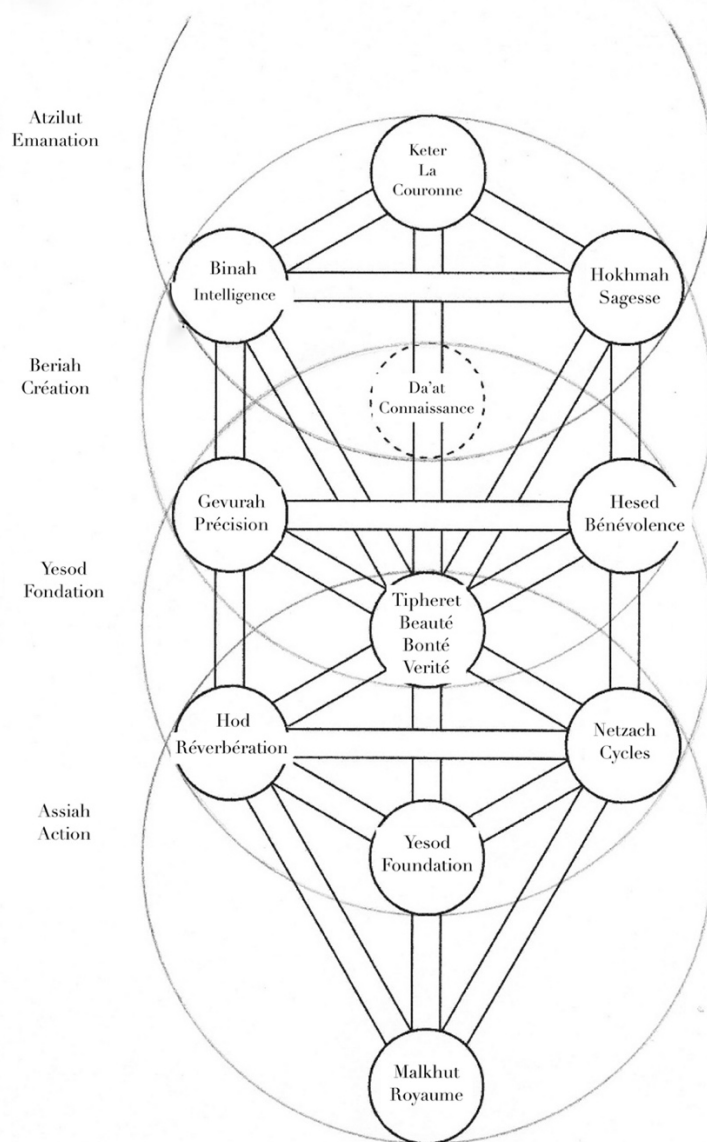 Atzilut
Emanation
Keter
La
Couronne
Binah
Intelligence
Hokhmah
Sagesse
Beriah
Création
Da'at
Connaissance
Gevurah
Précision
Hesed
Bénévolence
Yesod
Fondation
Tipheret
Beauté
Bonté
Verité
Hod
Réverbération
Netzach
Cycles
Assiah
Action
Yesod
Foundation
Malkhut
Royaume